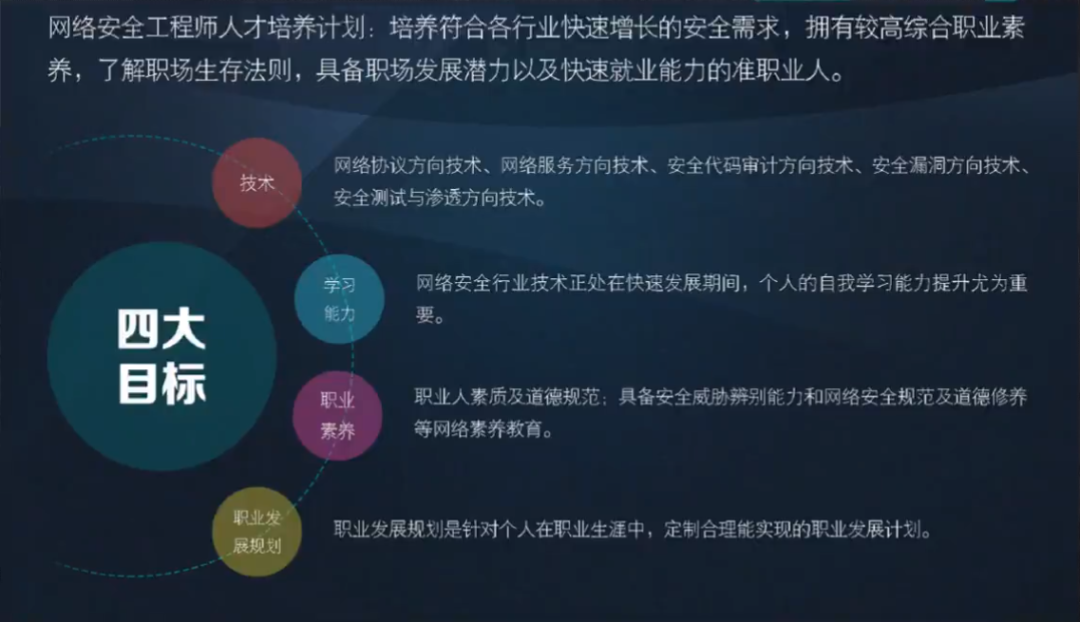 网络安全工程师人才培养计划：培养符合各行业快速增长的安全需求，拥有较高综合职业素
养，了解职场生存法则，具备职场发展潜力以及快速就业能力的准职业人。
技术
网络协议方向技术、网络服务方向技术、安全代码审计方向技术、安全漏洞方向技术、
安全测试与渗透方向技术。
四大
目标
学习
能力
网络安全行业技术正处在快速发展期间，个人的自我学习能力提升尤为重
要。
职业
素养
职业人素质及道德规范；具备安全威胁辨别能力和网络安全规范及道德修养
等网络素养教育。
职业发
展规划
职业发展规划是针对个人在职业生涯中，定制合理能实现的职业发展计划。